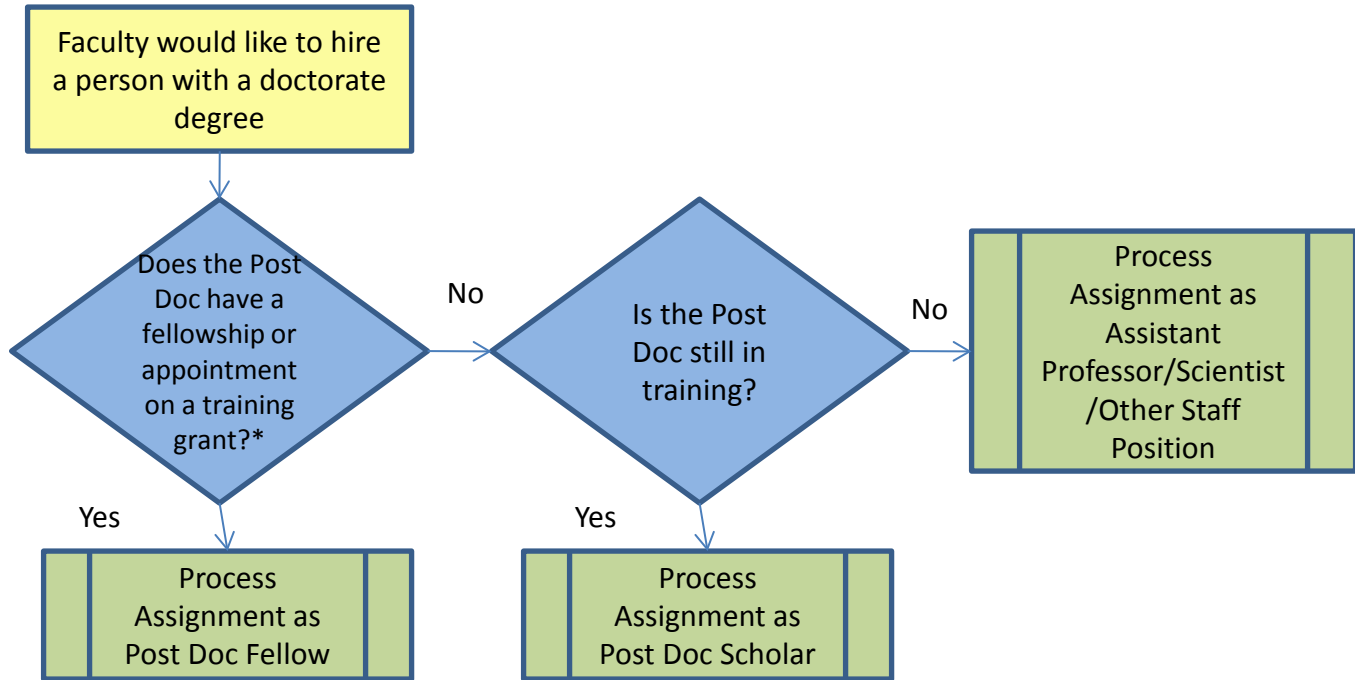 Faculty would like to hire
a person with a doctorate
degree
Does the Post
Doc have a
fellowship or
appointment
on a training
grant?*
No
Is the Post
Doc still in
training?
No
Process
Assignment as
Assistant
Professor/Scientist
/Other Staff
Position
Yes
Process
Assignment as
Post Doc Fellow
Yes
Process
Assignment as
Post Doc Scholar